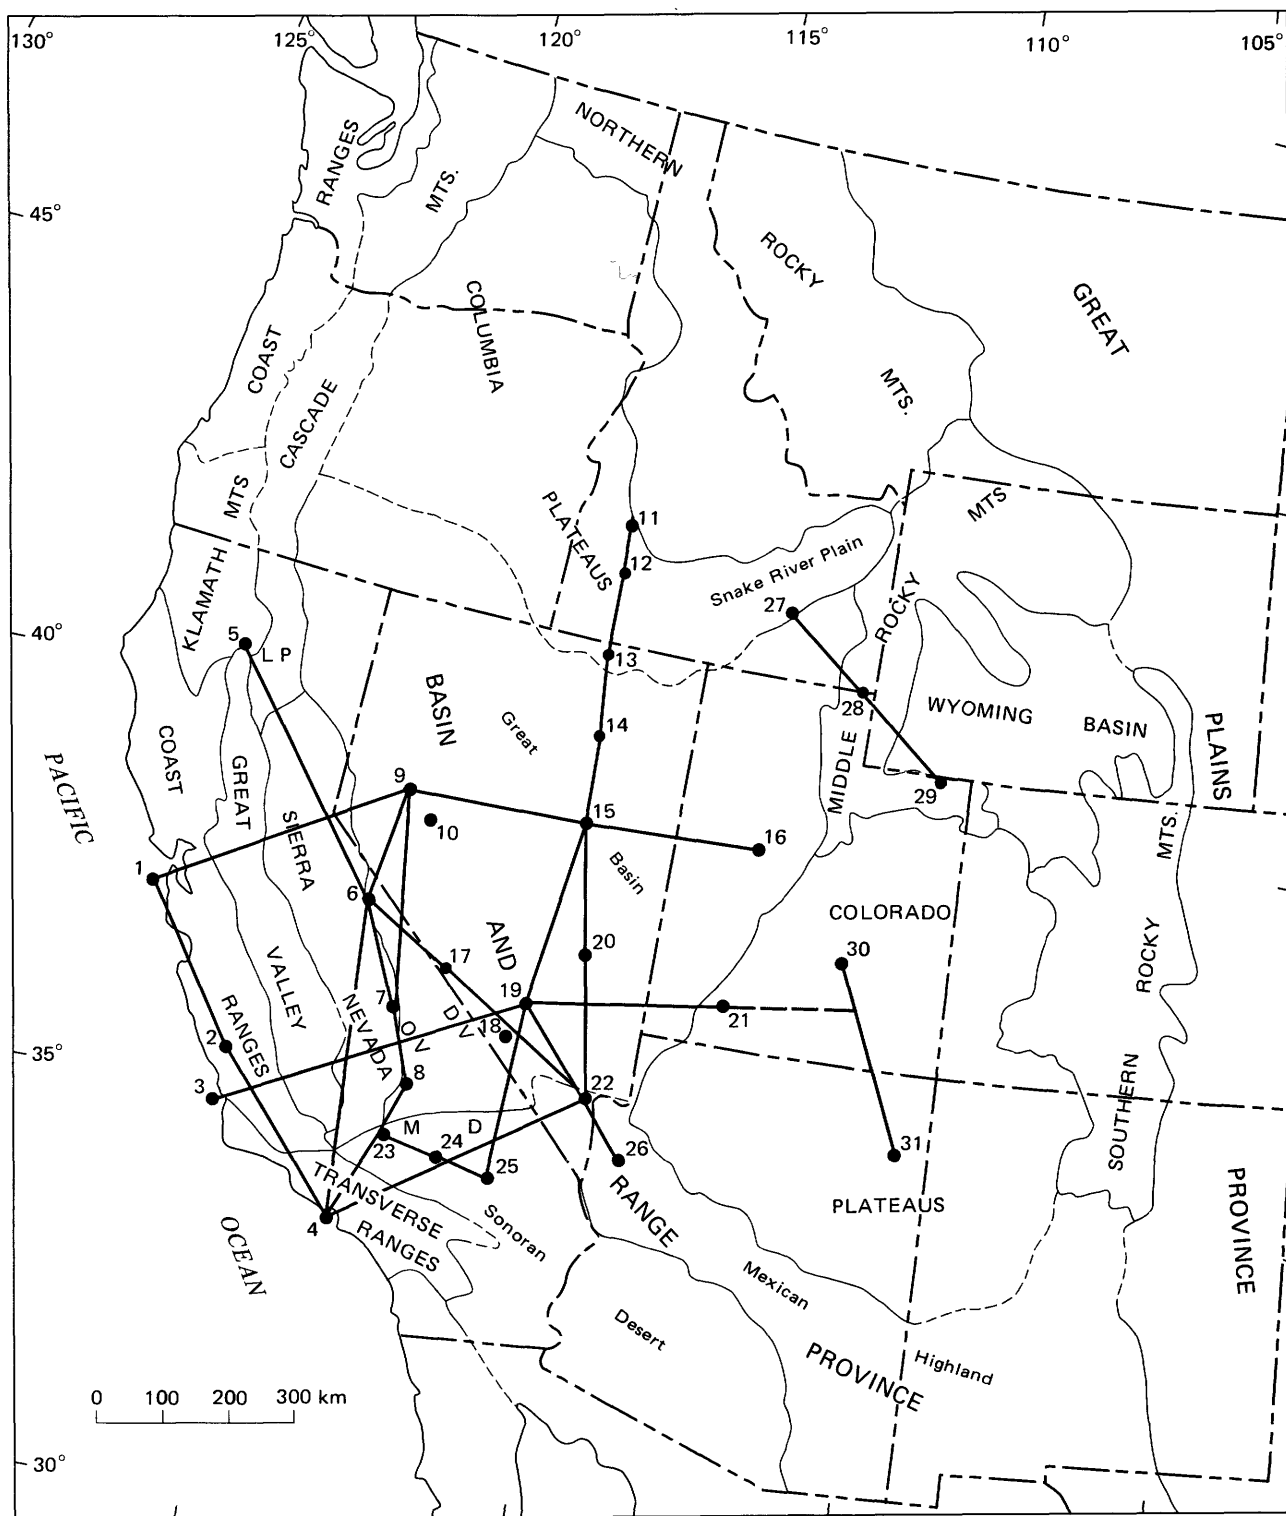 130° 125° 120° 115° 110° 105°
NORTHERN
RANGES
MTS.
45°
ROCKY
COLUMBIA
GREAT
COAST
MTS.
CASCADE
MTS
MTS
PLATEAUS
11
Snake River Plain
12
KLAMATH
ROCKY
27
40°
5
L P
13
BASIN
28
WYOMING
BASIN
PLAINS
Great
14
COAST
PACIFIC
GREAT
MIDDLE
9
29
SIERRA
10
15
16
MTS.
1
Basin
6
COLORADO
AND
20
30
ROCKY
VALLEY
17
RANGES
NEVADA
7
19
D V
18
21
O V
2
35°
3
8
22
SOUTHERN
M D
23
24
25
26
31
TRANSVERSE
RANGES
RANGE
PLATEAUS
PROVINCE
4
Sonoran
OCEAN
Mexican
Desert
PROVINCE
Highland
0 100 200 300 km
30°